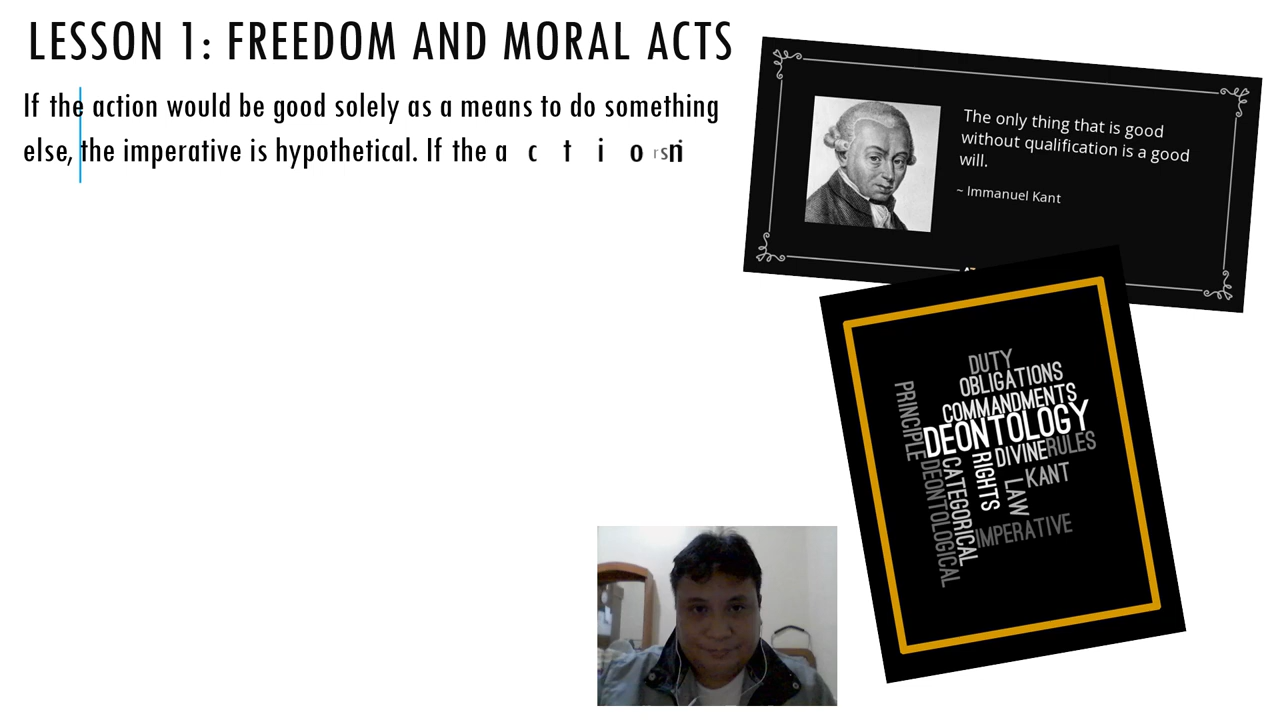 LESSON 1: FREEDOM AND MORAL ACTS
If the action would be good solely as a means to do something
else, the imperative is hypothetical. If the a c t i o
The only thing that is good
without qualification is a good
will.
~ Immanuel Kant
DUTY
OBLIGATIONS
COMMANDMENTS
DEONTOLOGY
PRINCIPLE
DIVINE RULES
RIGHTS
KANT
LAW
CATEGORICAL
DEONTOLOGICAL
IMPERATIVE